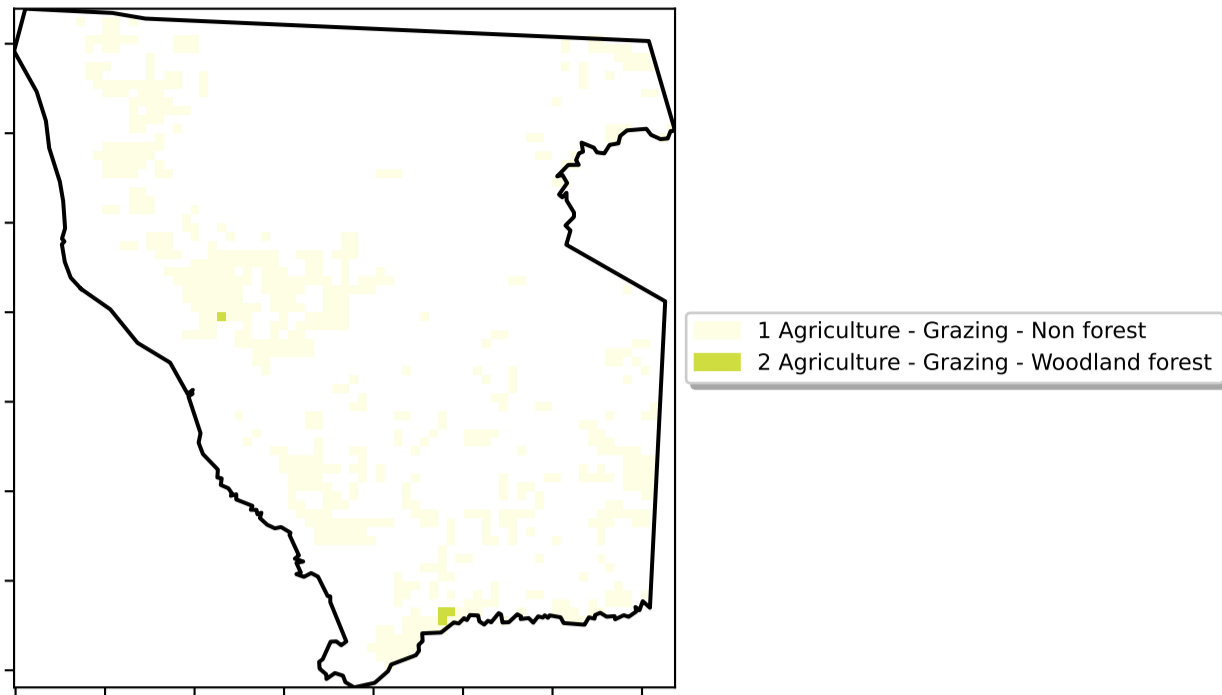 1 Agriculture - Grazing - Non forest
2 Agriculture - Grazing - Woodland forest